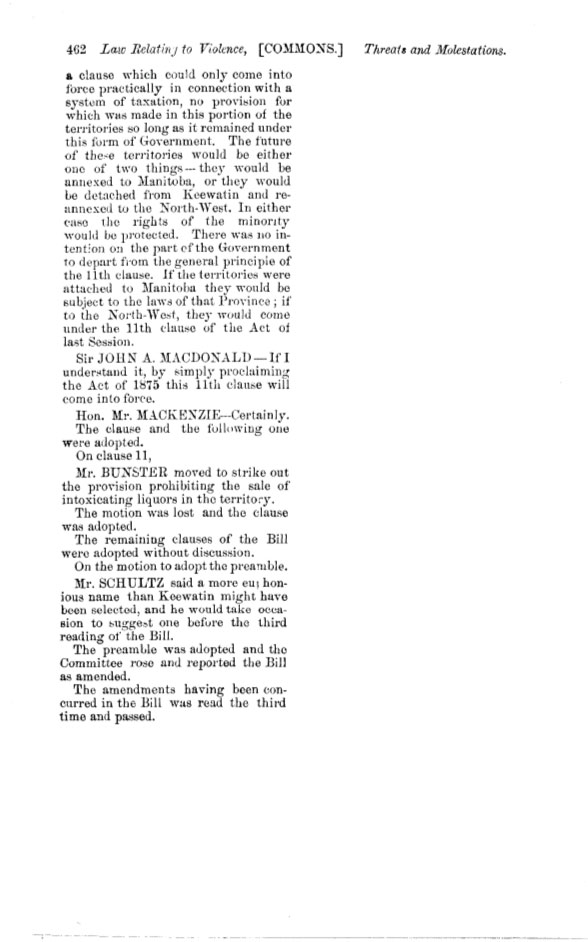 462 Law Relating to Violence, [COMMONS.] Threats and Molestations.
a clause which could only come into
force practically in connection with a
system of taxation, no provision for
which was made in this portion of the
territories so long as it remained under
this form of Government. The future
of these territories would be either
one of two things—they would be
annexed to Manitoba, or they would
be detached from Keewatin and re-
annexed to the North-West. In either
case the rights of the minority
would be protected. There was no in-
tention on the part of the Government
to depart from the general principle of
the 11th clause. If the territories were
attached to Manitoba they would be
subject to the laws of that Province; if
to the North-West, they would come
under the 11th clause of the Act of
last Session.
Sir JOHN A. MACDONALD—If I
understand it, by simply proclaiming
the Act of 1875 this 11th clause will
come into force.
Hon. Mr. MACKENZIE—Certainly.
The clause and the following one
were adopted.
On clause 11,
Mr. BUNSTER moved to strike out
the provision prohibiting the sale of
intoxicating liquors in the territory.
The motion was lost and the clause
was adopted.
The remaining clauses of the Bill
were adopted without discussion.
On the motion to adopt the preamble.
Mr. SCHULTZ said a more euphon-
ious name than Keewatin might have
been selected, and he would take occa-
sion to suggest one before the third
reading of the Bill.
The preamble was adopted and the
Committee rose and reported the Bill
as amended.
The amendments having been con-
curred in the Bill was read the third
time and passed.